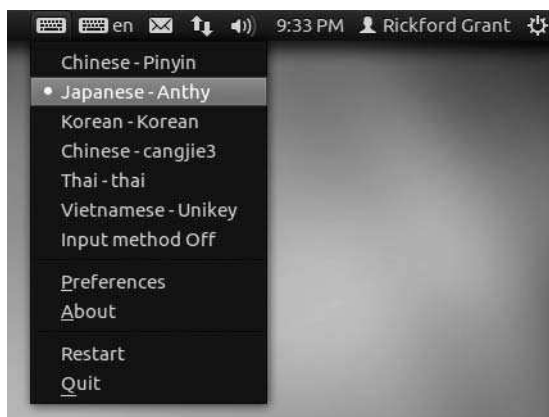 en 9:33 PM Rickford Grant
Chinese - Pinyin
Japanese - Anthy
Korean - Korean
Chinese - cangjie3
Thai - thai
Vietnamese - Unikey
Input method Off
Preferences
About
Restart
Quit